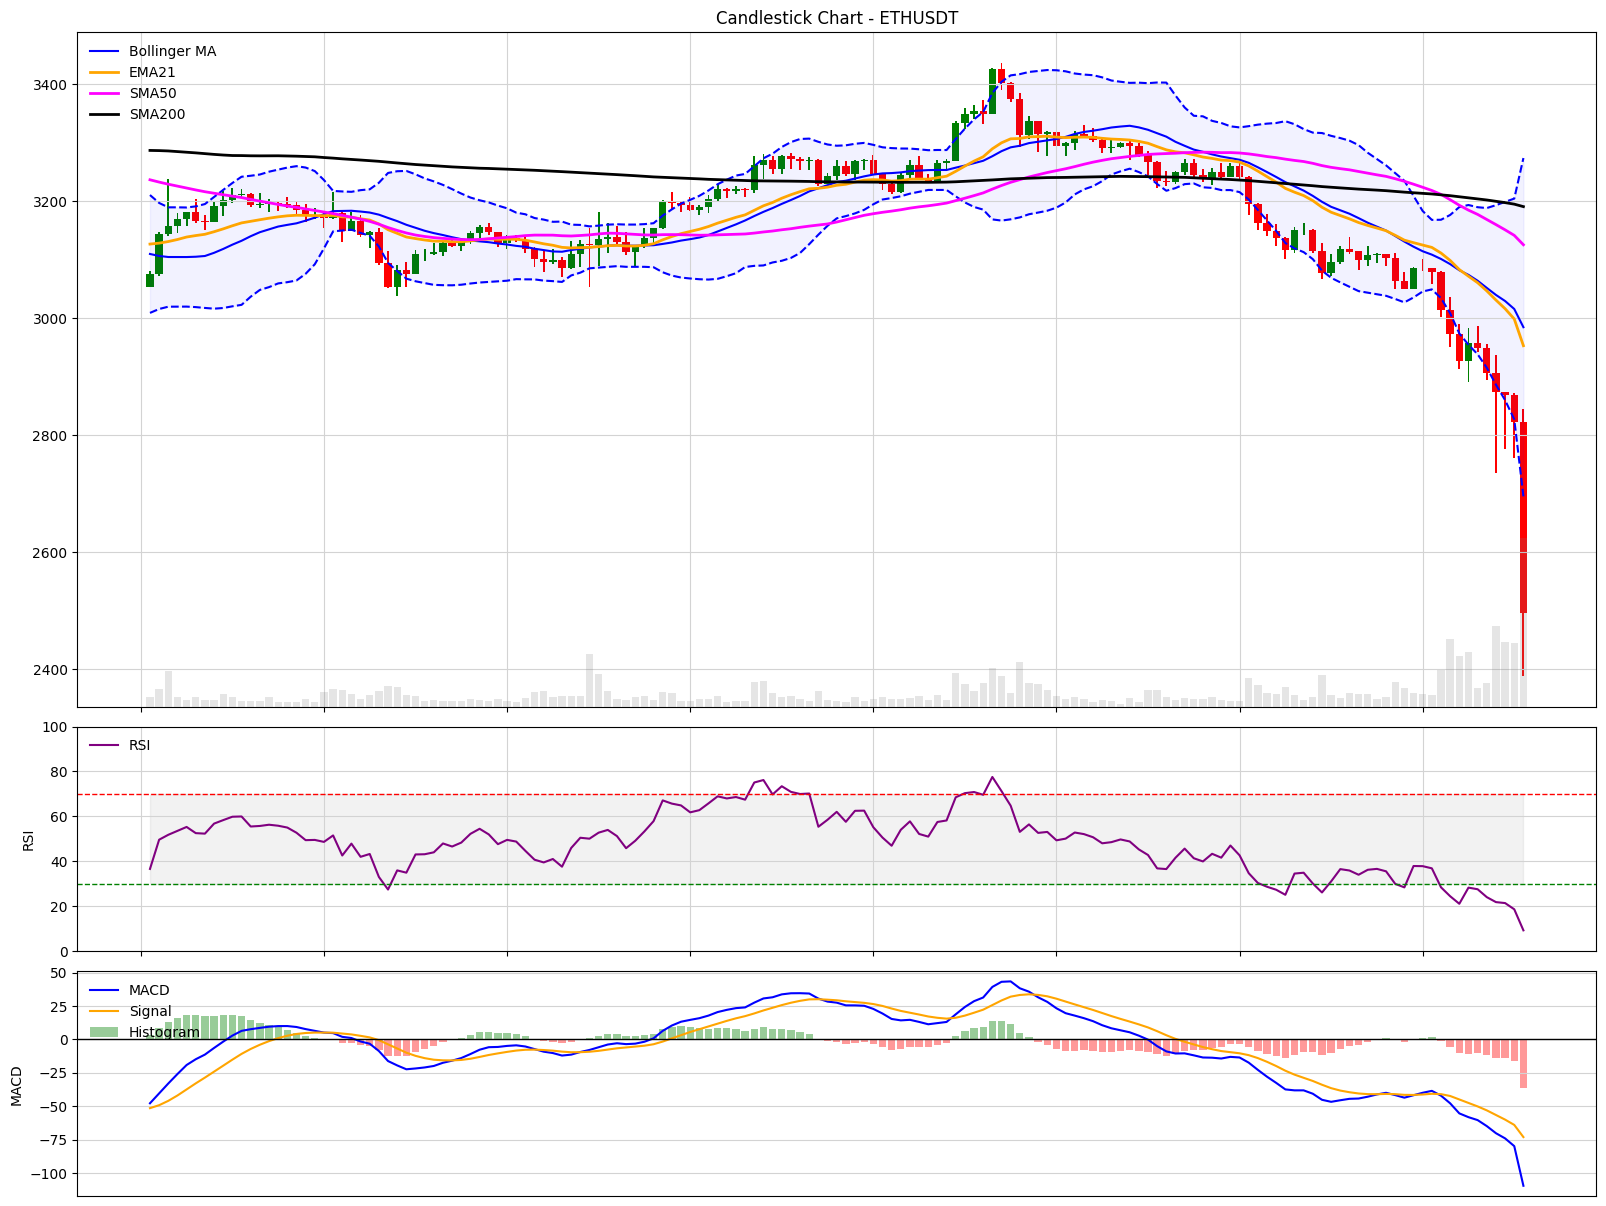 Candlestick Chart - ETHUSDT
Bollinger MA
EMA21
SMA50
SMA200
3400
3200
3000
2800
2600
2400
RSI
100
80
60
40
20
0
RSI
MACD
Signal
Histogram
50
25
0
−25
−50
−75
−100
MACD